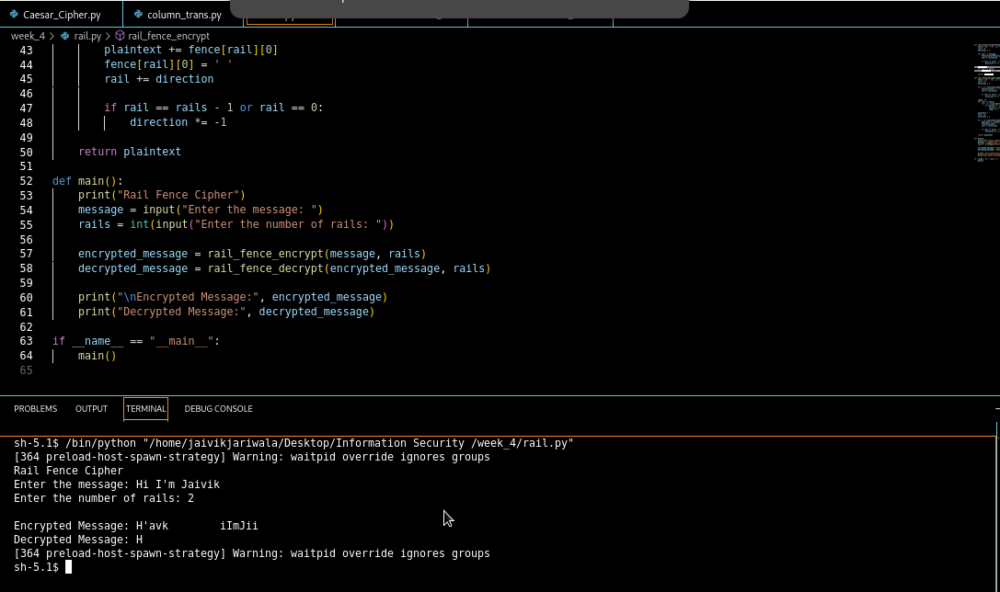 Caesar_Cipher.py column_trans.py
week_4 > rail.py > rail_fence_encrypt
43 plaintext += fence[rail][0]
44 fence[rail][0] = ' '
45 rail += direction
46
47 if rail == rails - 1 or rail == 0:
48 direction *= -1
49
50 return plaintext
51
52 def main():
53 print("Rail Fence Cipher")
54 message = input("Enter the message: ")
55 rails = int(input("Enter the number of rails: "))
56
57 encrypted_message = rail_fence_encrypt(message, rails)
58 decrypted_message = rail_fence_decrypt(encrypted_message, rails)
59
60 print("\nEncrypted Message:", encrypted_message)
61 print("Decrypted Message:", decrypted_message)
62
63 if __name__ == "__main__":
64 main()
65
PROBLEMS OUTPUT TERMINAL DEBUG CONSOLE
sh-5.1$ /bin/python "/home/jaivikjariwala/Desktop/Information Security /week_4/rail.py"
[364 preload-host-spawn-strategy] Warning: waitpid override ignores groups
Rail Fence Cipher
Enter the message: Hi I'm Jaivik
Enter the number of rails: 2
Encrypted Message: H'avk        iImJii
Decrypted Message: H
[364 preload-host-spawn-strategy] Warning: waitpid override ignores groups
sh-5.1$